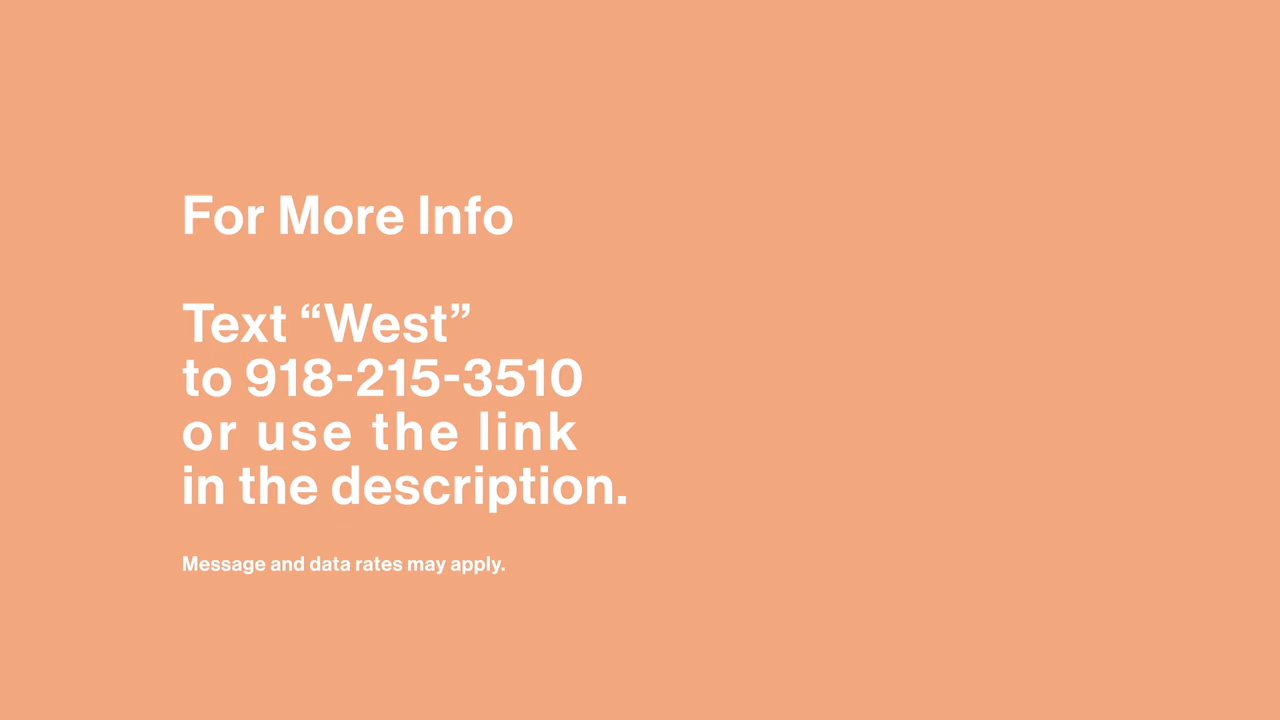 For More Info
Text “West”
to 918-215-3510
or use the link
in the description.
Message and data rates may apply.